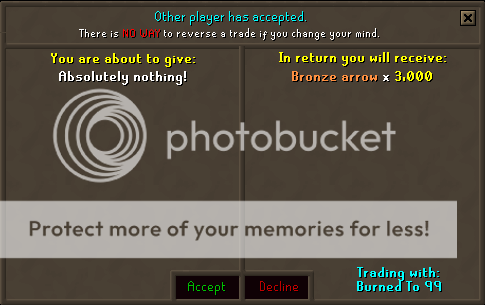 Other player has accepted.
There is NO WAY to reverse a trade if you change your mind.
You are about to give:
Absolutely nothing!
In return you will receive:
Bronze arrow x 3,000
photobucket
Protect more of your memories for less!
Accept
Decline
Trading with:
Burned To 99